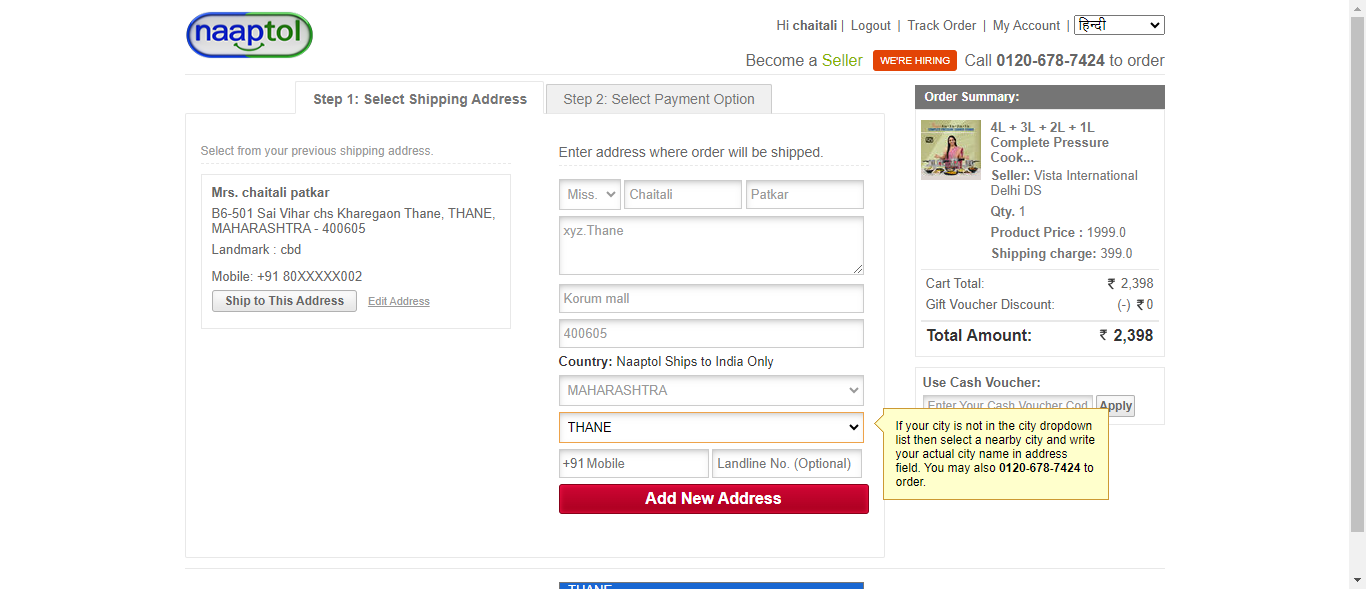 naaptol
Hi chaitali | Logout | Track Order | My Account | हिन्दी
Become a Seller WE'RE HIRING Call 0120-678-7424 to order
Step 1: Select Shipping Address
Step 2: Select Payment Option
Select from your previous shipping address.
Mrs. chaitali patkar
B6-501 Sai Vihar chs Kharegaon Thane, THANE,
MAHARASHTRA - 400605
Landmark : cbd
Mobile: +91 80XXXXX002
Ship to This Address Edit Address
Enter address where order will be shipped.
Miss. Chaitali Patkar
xyz.Thane
Korum mall
400605
Country: Naaptol Ships to India Only
MAHARASHTRA
THANE
+91 Mobile Landline No. (Optional)
Add New Address
THANE
Order Summary:
4L + 3L + 2L + 1L
Complete Pressure
Cook...
Seller: Vista International
Delhi DS
Qty. 1
Product Price : 1999.0
Shipping charge: 399.0
Cart Total: ₹ 2,398
Gift Voucher Discount: (-) ₹ 0
Total Amount: ₹ 2,398
Use Cash Voucher:
Enter Your Cash Voucher Cod Apply
If your city is not in the city dropdown
list then select a nearby city and write
your actual city name in address
field. You may also 0120-678-7424 to
order.